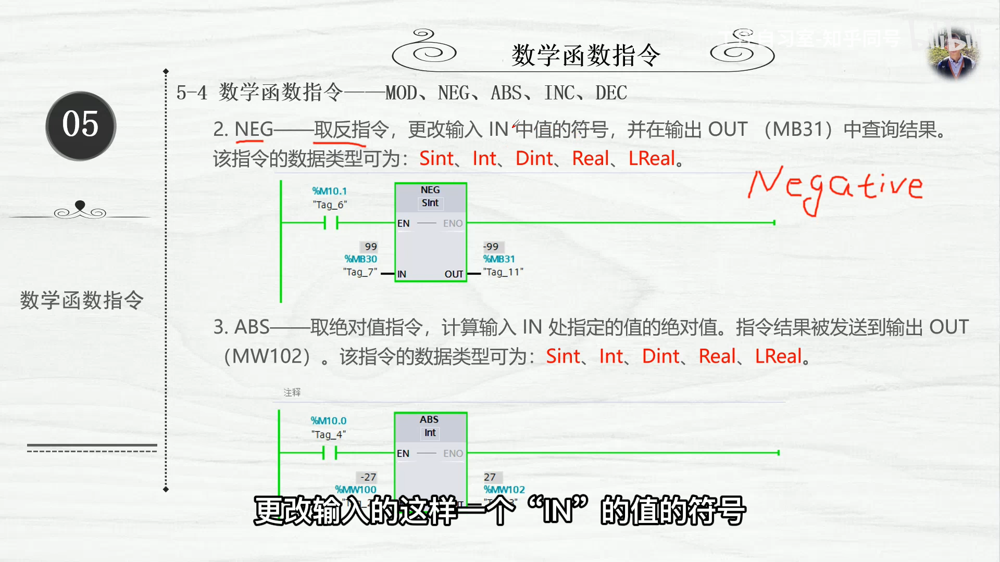 自习室-知乎同号
bilibili
数学函数指令
5-4 数学函数指令——MOD、NEG、ABS、INC、DEC
05
2. NEG——取反指令，更改输入 IN 中值的符号，并在输出 OUT （MB31）中查询结果。
该指令的数据类型可为：Sint、Int、Dint、Real、LReal。
Negative
%M10.1
"Tag_6"
NEG
SInt
EN ENO
99
%MB30
"Tag_7"
IN OUT
-99
%MB31
"Tag_11"
数学函数指令
3. ABS——取绝对值指令，计算输入 IN 处指定的值的绝对值。指令结果被发送到输出 OUT
（MW102）。该指令的数据类型可为：Sint、Int、Dint、Real、LReal。
注释
%M10.0
"Tag_4"
ABS
Int
EN ENO
-27
%MW100
27
%MW102
更改输入的这样一个“IN”的值的符号